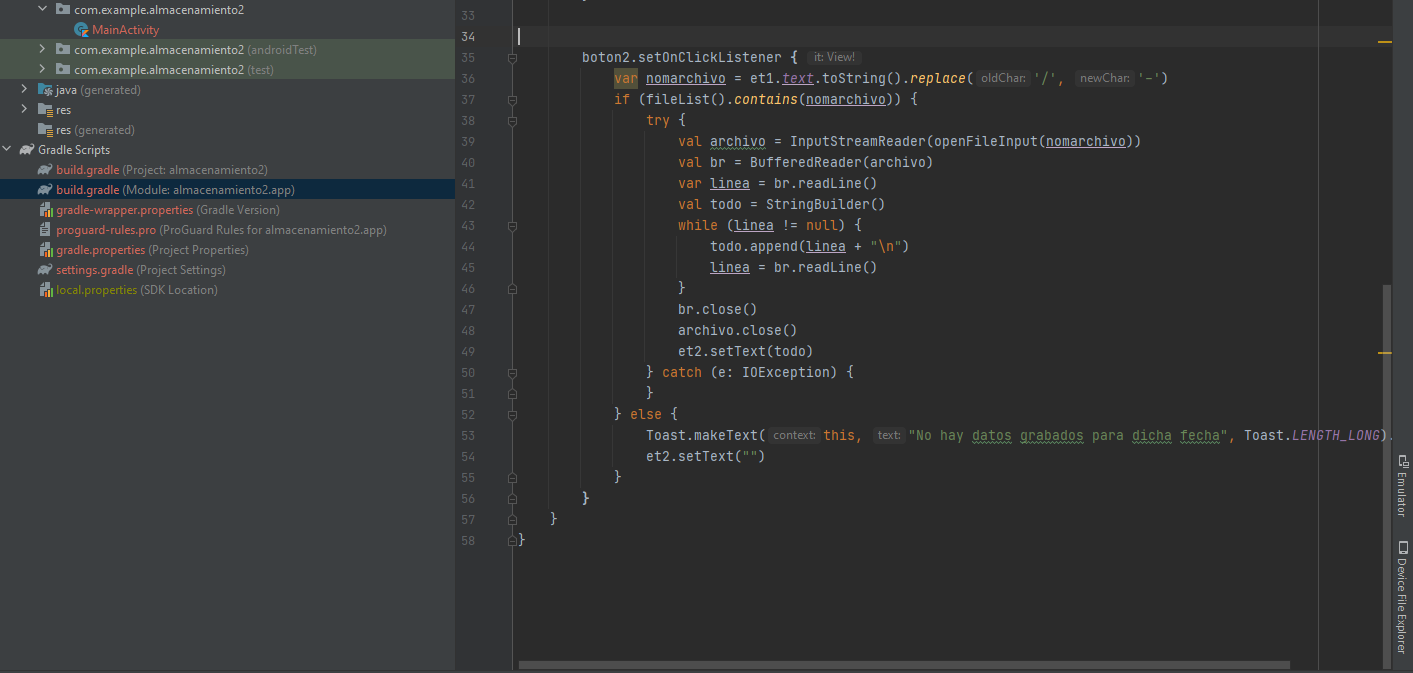 com.example.almacenamiento2
MainActivity
com.example.almacenamiento2 (androidTest)
com.example.almacenamiento2 (test)
java (generated)
res
res (generated)
Gradle Scripts
build.gradle (Project: almacenamiento2)
build.gradle (Module: almacenamiento2.app)
gradle-wrapper.properties (Gradle Version)
proguard-rules.pro (ProGuard Rules for almacenamiento2.app)
gradle.properties (Project Properties)
settings.gradle (Project Settings)
local.properties (SDK Location)
33
34
35 boton2.setOnClickListener { it: View!
36 var nomarchivo = et1.text.toString().replace( oldChar: '/', newChar: '-')
37 if (fileList().contains(nomarchivo)) {
38 try {
39 val archivo = InputStreamReader(openFileInput(nomarchivo))
40 val br = BufferedReader(archivo)
41 var linea = br.readLine()
42 val todo = StringBuilder()
43 while (linea != null) {
44 todo.append(linea + "\n")
45 linea = br.readLine()
46 }
47 br.close()
48 archivo.close()
49 et2.setText(todo)
50 } catch (e: IOException) {
51 }
52 } else {
53 Toast.makeText( context: this, text: "No hay datos grabados para dicha fecha", Toast.LENGTH_LONG).
54 et2.setText("")
55 }
56 }
57 }
58 }
Emulator
Device File Explorer